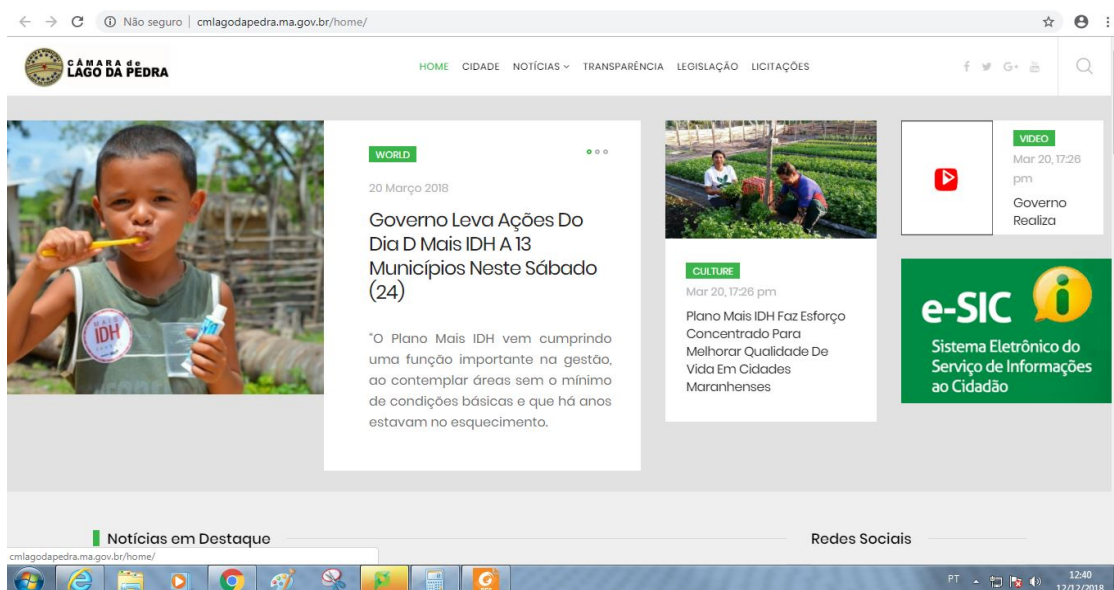 Não seguro | cmlagodapedra.ma.gov.br/home/
CÂMARA de
LAGO DA PEDRA
HOME CIDADE NOTÍCIAS TRANSPARÊNCIA LEGISLAÇÃO LICITAÇÕES
WORLD
20 Março 2018
Governo Leva Ações Do
Dia D Mais IDH A 13
Municípios Neste Sábado
(24)
"O Plano Mais IDH vem cumprindo
uma função importante na gestão,
ao contemplar áreas sem o mínimo
de condições básicas e que há anos
estavam no esquecimento.
MAIS
IDH
CULTURE
Mar 20, 17:26 pm
Plano Mais IDH Faz Esforço
Concentrado Para
Melhorar Qualidade De
Vida Em Cidades
Maranhenses
VIDEO
Mar 20, 17:26
pm
Governo
Realiza
e-SIC
Sistema Eletrônico do
Serviço de Informações
ao Cidadão
Notícias em Destaque
Redes Sociais
cmlagodapedra.ma.gov.br/home/
PT
12:40
12/12/2018